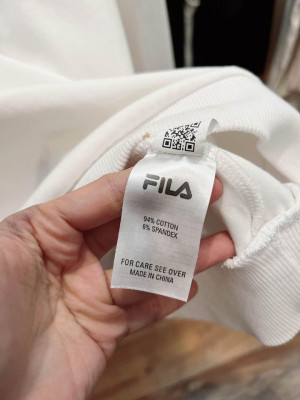 FILA
94% COTTON
6% SPANDEX
FOR CARE SEE OVER
MADE IN CHINA